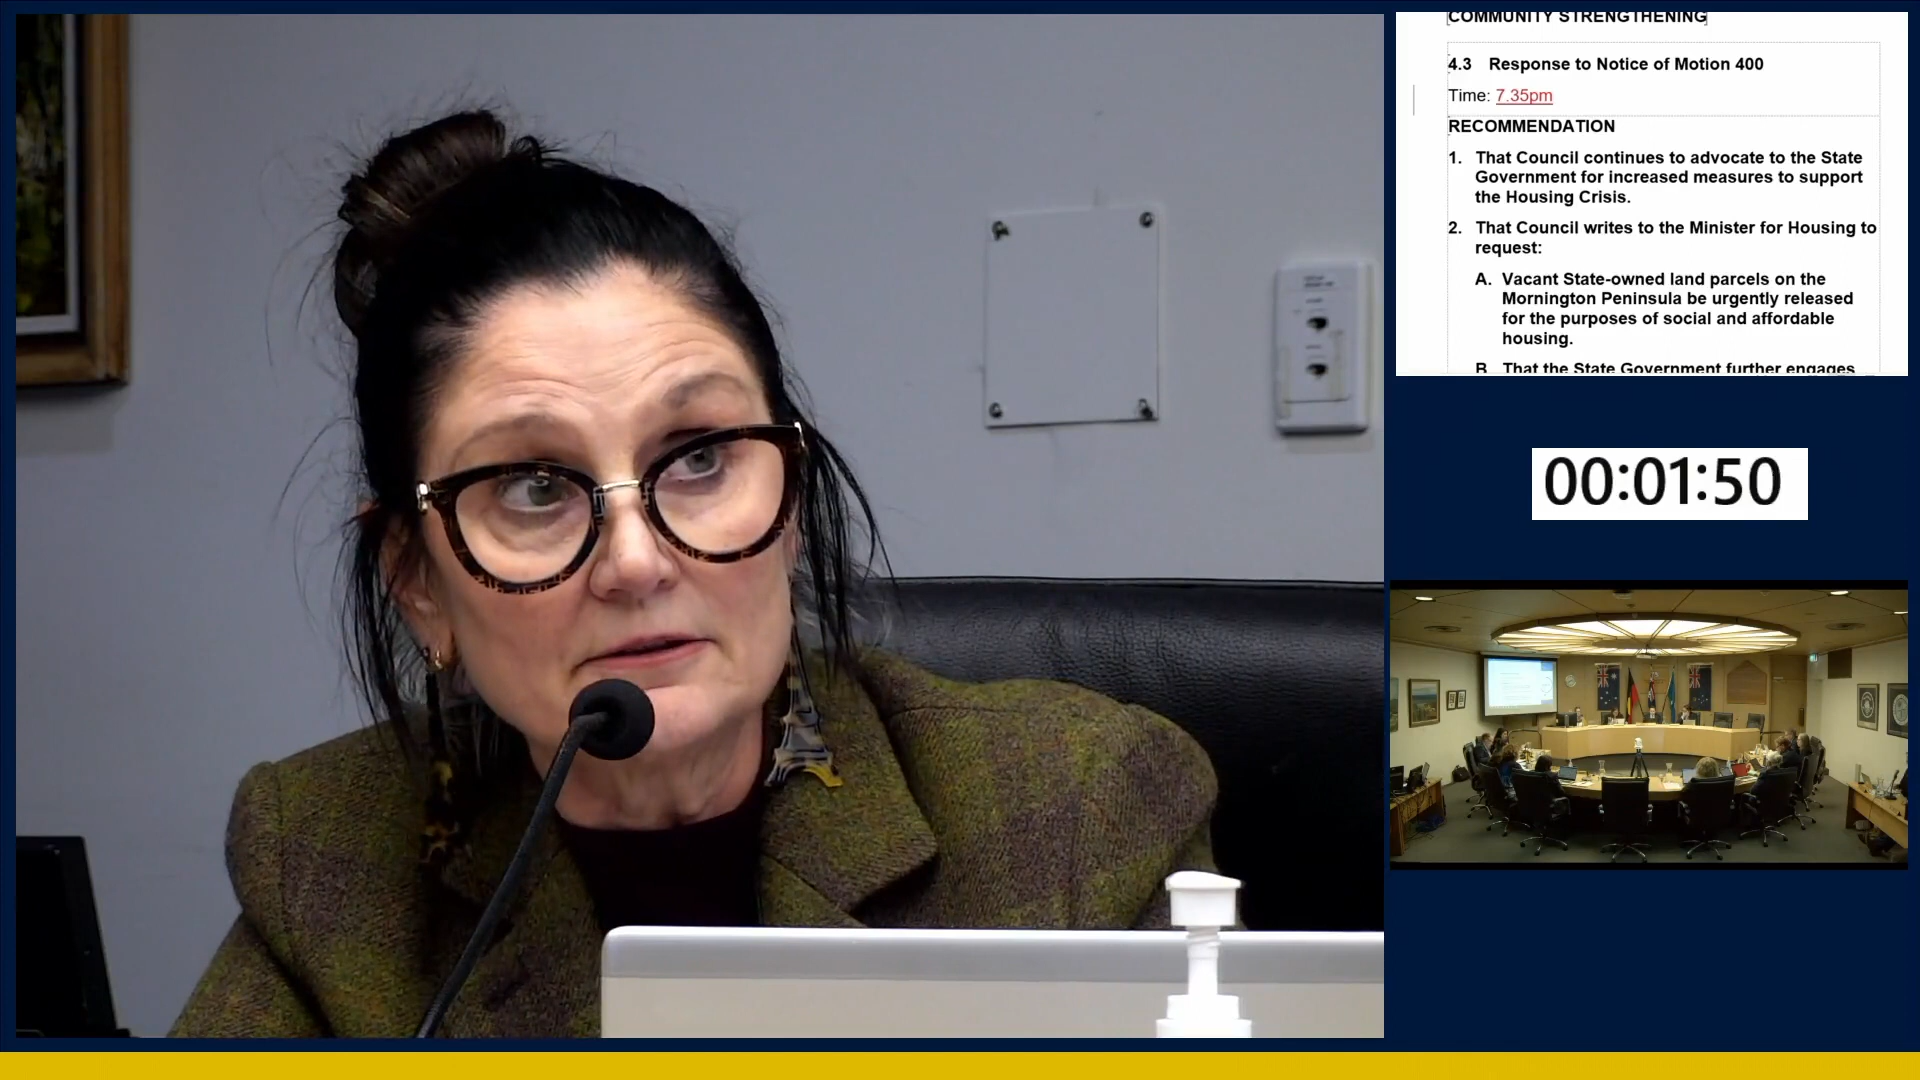 COMMUNITY STRENGTHENING
4.3 Response to Notice of Motion 400
Time: 7.35pm
RECOMMENDATION
1. That Council continues to advocate to the State
Government for increased measures to support
the Housing Crisis.
2. That Council writes to the Minister for Housing to
request:
A. Vacant State-owned land parcels on the
Mornington Peninsula be urgently released
for the purposes of social and affordable
housing.
B. That the State Government further engages
00:01:50